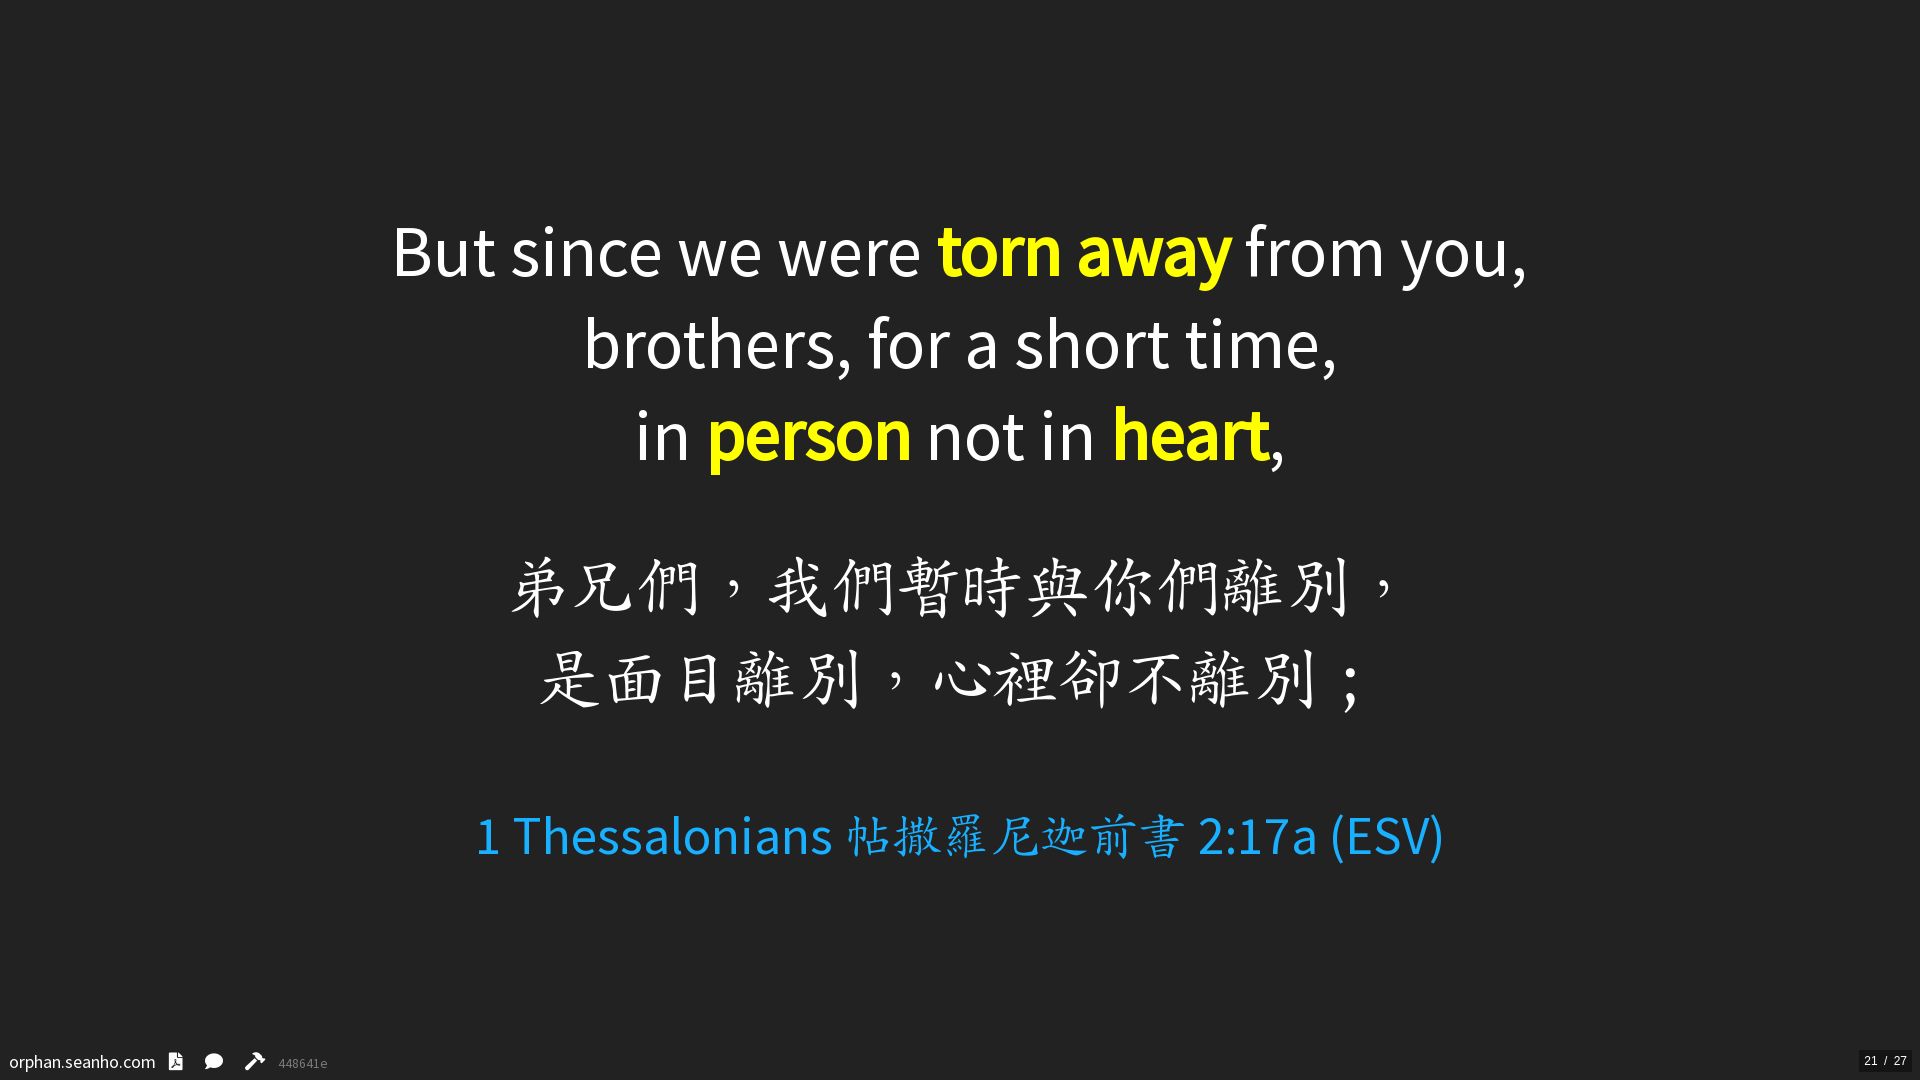 But since we were torn away from you,
brothers, for a short time,
in person not in heart,
弟兄們，我們暫時與你們離別，
是面目離別，心裡卻不離別；
1 Thessalonians 帖撒羅尼迦前書 2:17a (ESV)
orphan.seanho.com 448641e
21 / 27